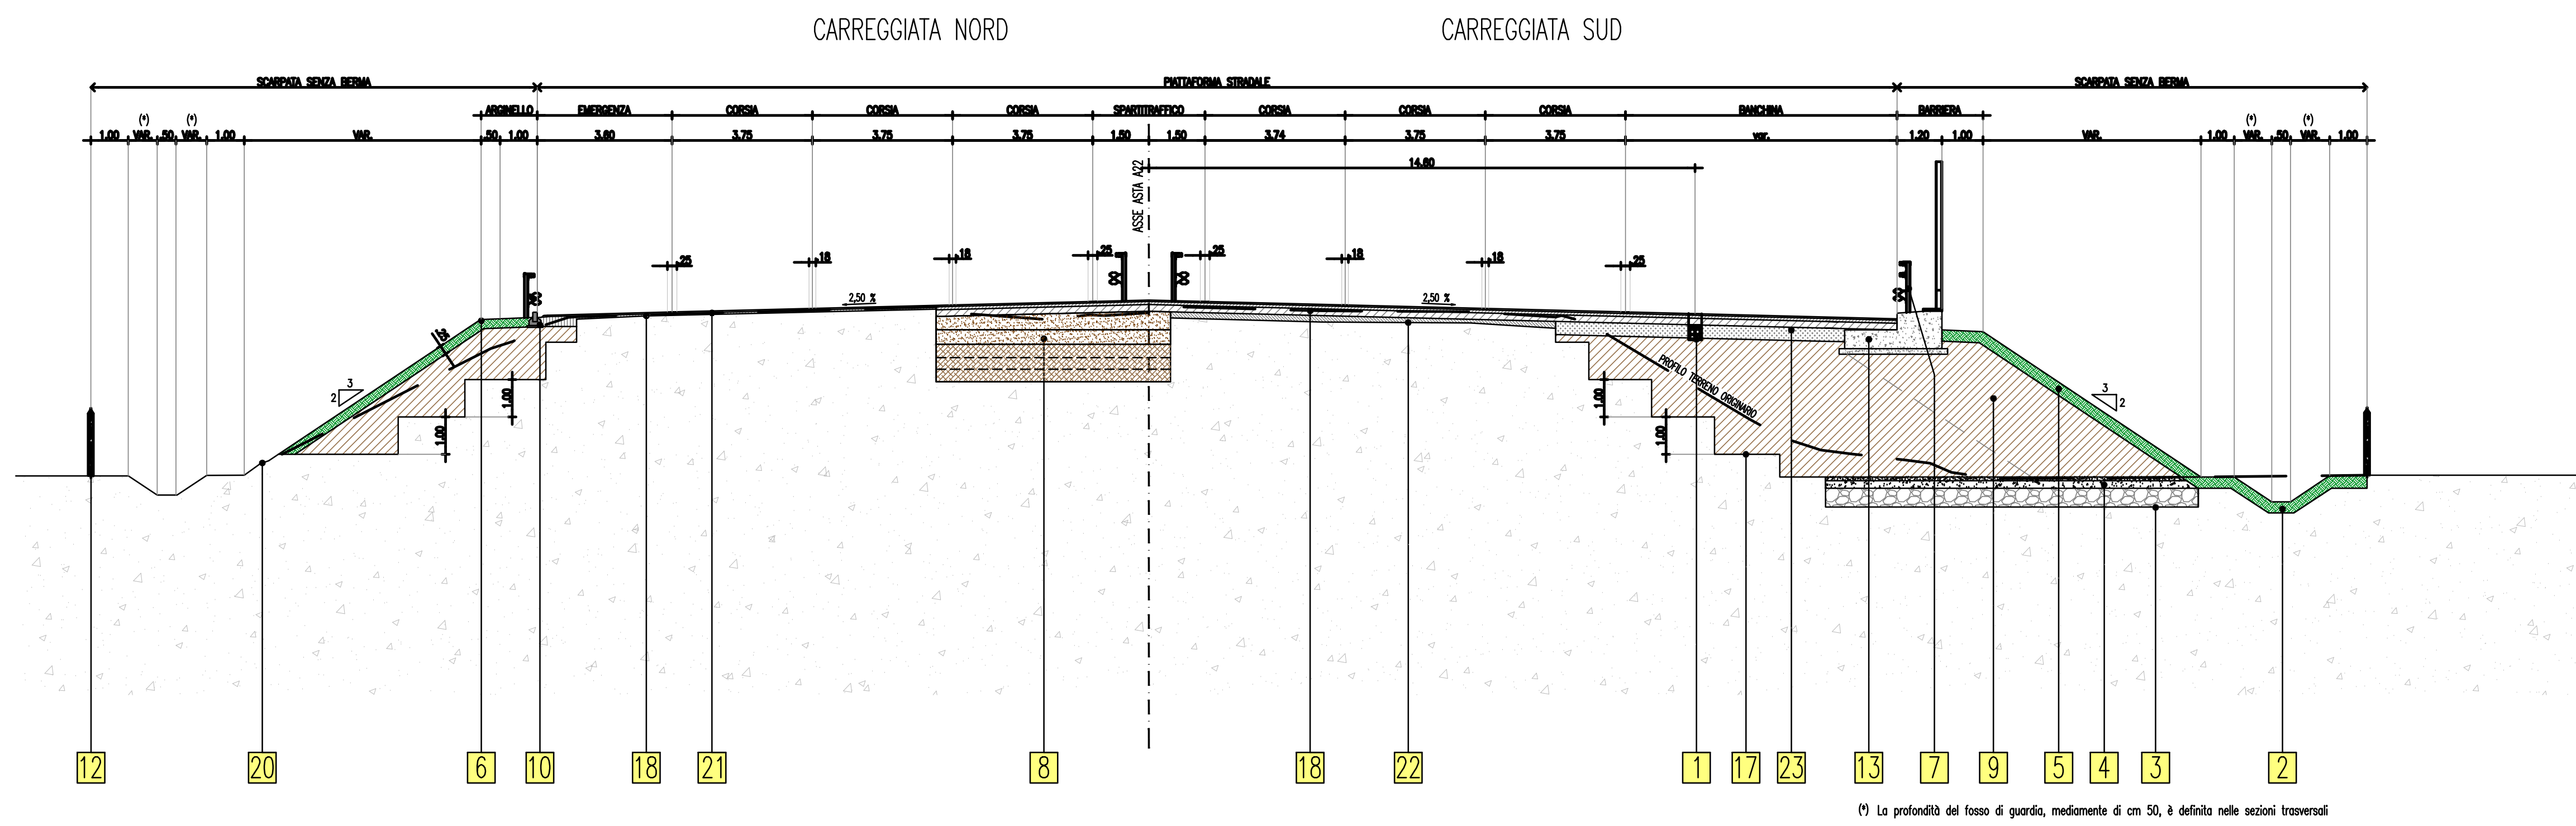 CARREGGIATA NORD CARREGGIATA SUD
SCARPATA SENZA BERMA PIATTAFORMA STRADALE SCARPATA SENZA BERMA
ARGINELLO EMERGENZA CORSIA CORSIA CORSIA SPARTITRAFFICO CORSIA CORSIA CORSIA BANCHINA BARRIERA
(*) (*) (*) (*)
1.00 VAR. .50 VAR. 1.00 VAR. .50 1.00 3.60 3.75 3.75 3.75 1.50 1.50 3.74 3.75 3.75 var. 1.20 1.00 VAR. 1.00 VAR. .50 VAR. 1.00
14.60
ASSE ASTA A22
.25 .18 .18 .25 .25 .18 .18 .25
2,50 % 2,50 %
3
2
3
2
PROFILO TERRENO ORIGINARIO
1.00
1.00
1.00
1.00
12 20 6 10 18 21 8 18 22 1 17 23 13 7 9 5 4 3 2
(*) La profondità del fosso di guardia, mediamente di cm 50, è definita nelle sezioni trasversali